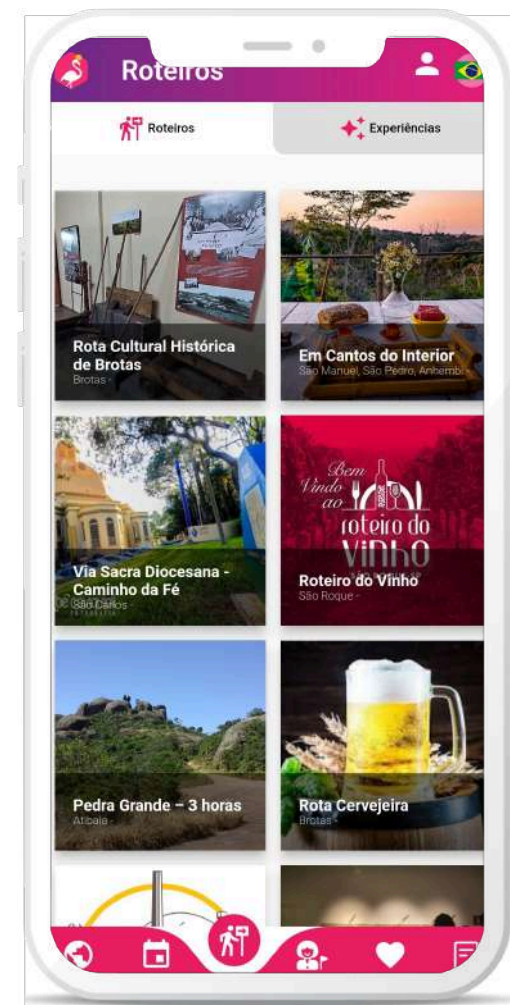 Roteiros
Roteiros
Experiências
Rota Cultural Histórica
de Brotas
Brotas -
Em Cantos do Interior
São Manuel, São Pedro, Anhembi -
Via Sacra Diocesana -
Caminho da Fé
São Carlos
Bem
Vindo
ao
roteiro do
vinho
Roteiro do Vinho
São Roque -
Pedra Grande – 3 horas
Atibaia -
Rota Cervejeira
Brotas -